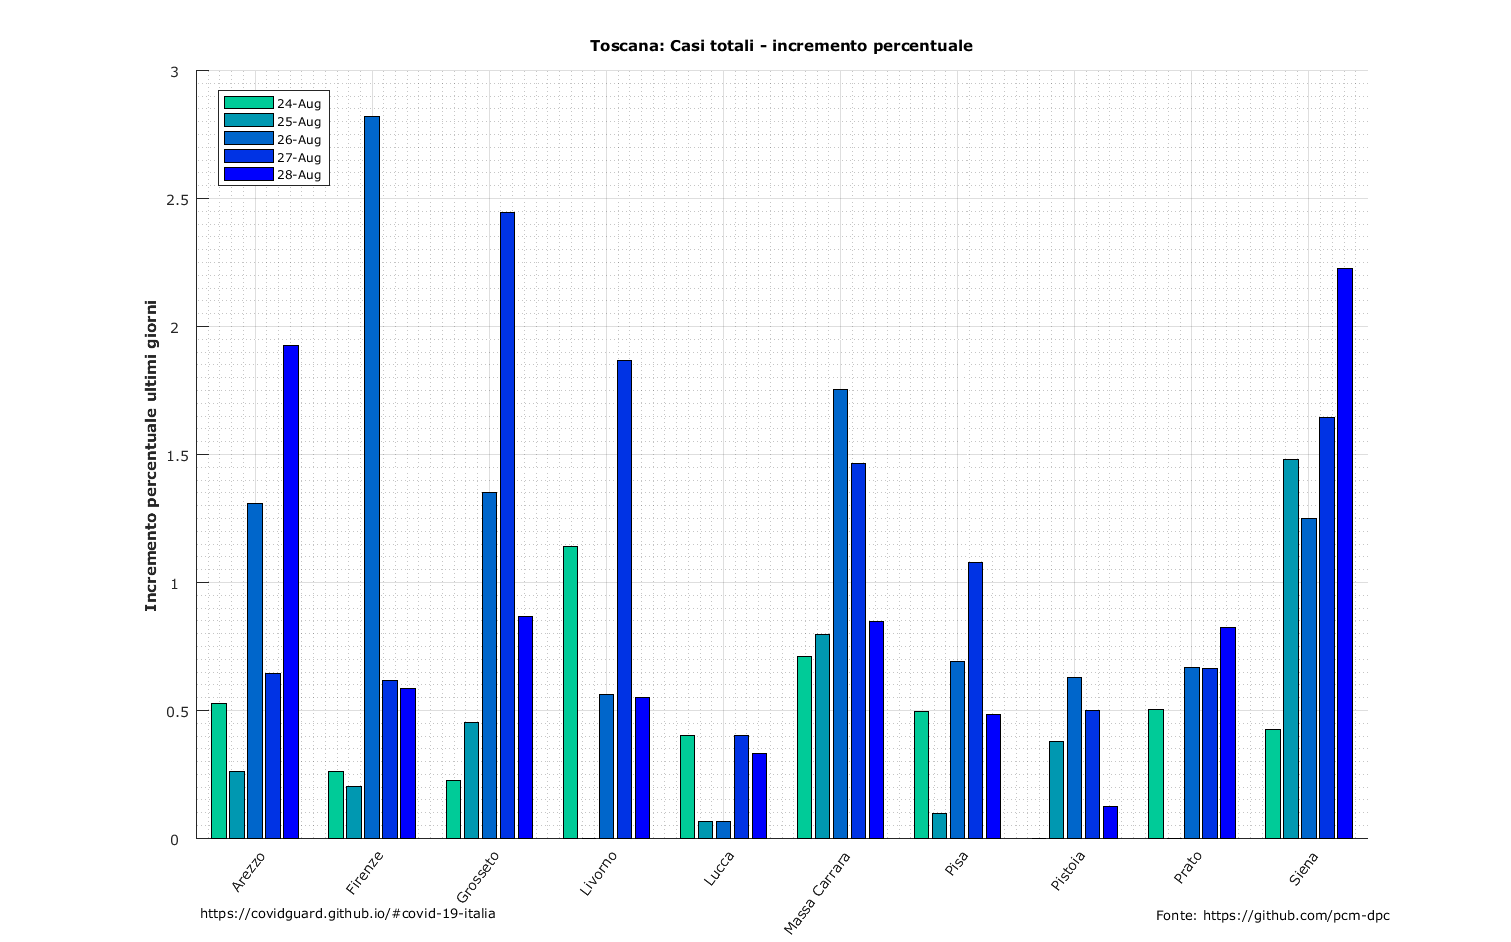 Toscana: Casi totali - incremento percentuale
3
2.5
2
1.5
1
0.5
0
Incremento percentuale ultimi giorni
24-Aug
25-Aug
26-Aug
27-Aug
28-Aug
Arezzo
Firenze
Grosseto
Livorno
Lucca
Massa Carrara
Pisa
Pistoia
Prato
Siena
https://covidguard.github.io/#covid-19-italia
Fonte: https://github.com/pcm-dpc